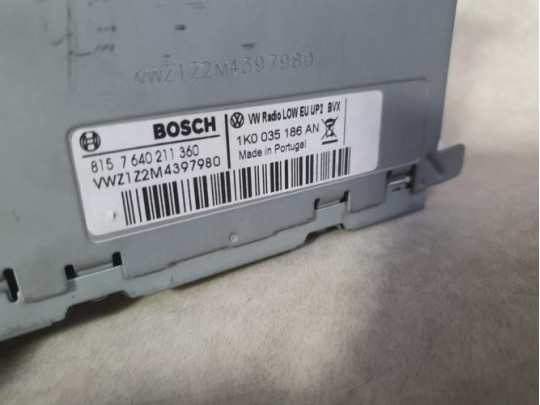 VWZ1Z2M4397980
BOSCH
815 7 640 211 360
VWZ1Z2M4397980
VW Radio LOW EU UP2 BVX
1K0 035 186 AN
Made in Portugal